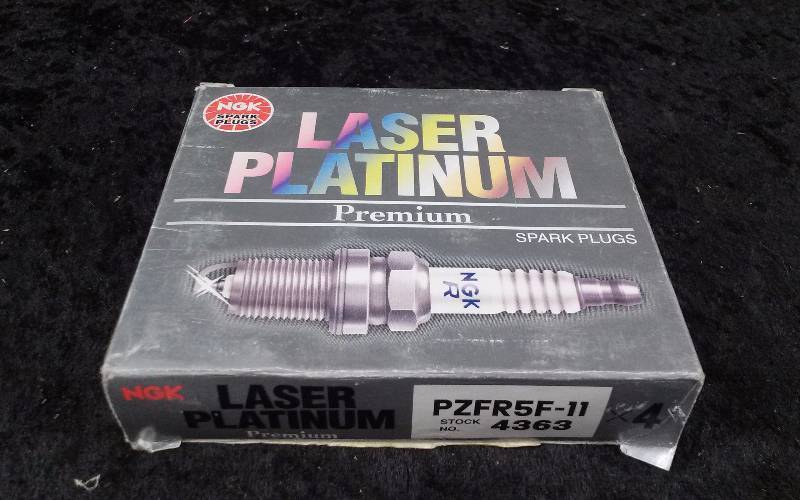 NGK
SPARK
PLUGS
LASER
PLATINUM
Premium
SPARK PLUGS
NGK
R
NGK
LASER
PLATINUM
Premium
PZFR5F-11
STOCK NO. 4363
×4